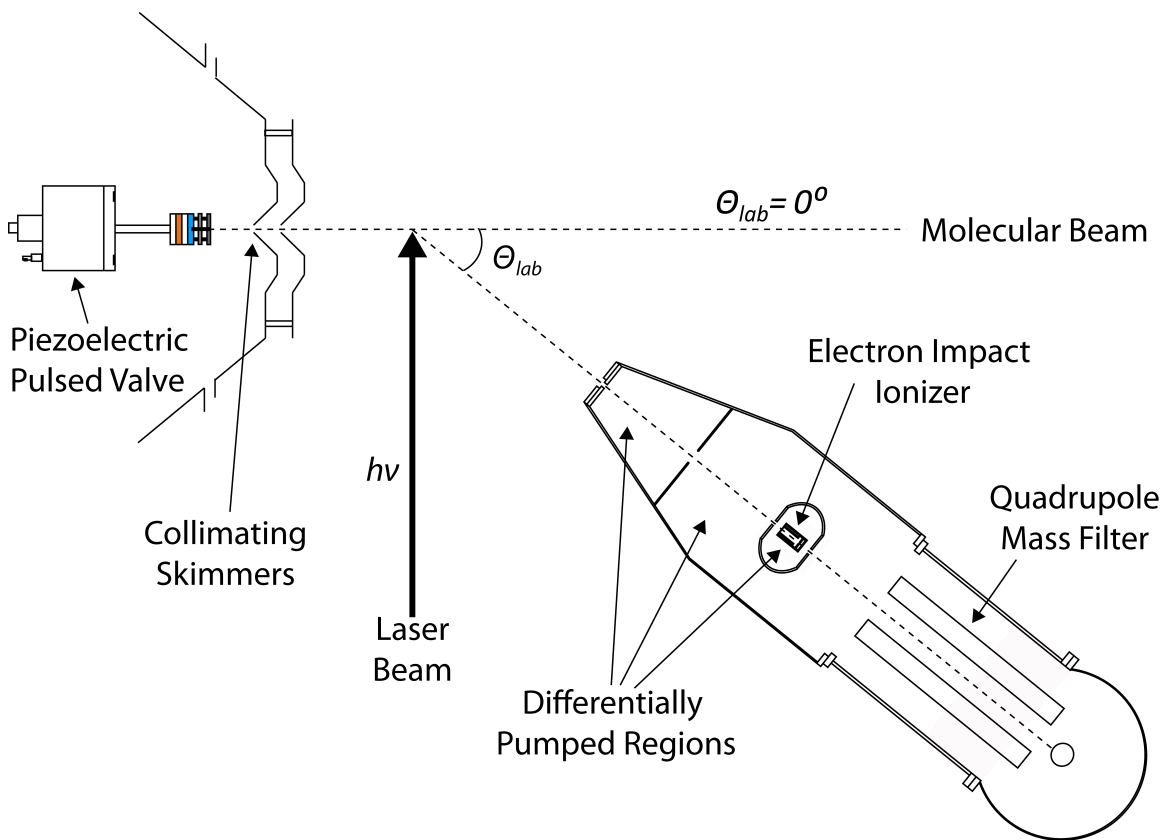 Θlab= 0º
Molecular Beam
Θlab
Piezoelectric
Pulsed Valve
Electron Impact
Ionizer
hν
Quadrupole
Mass Filter
Collimating
Skimmers
Laser
Beam
Differentially
Pumped Regions